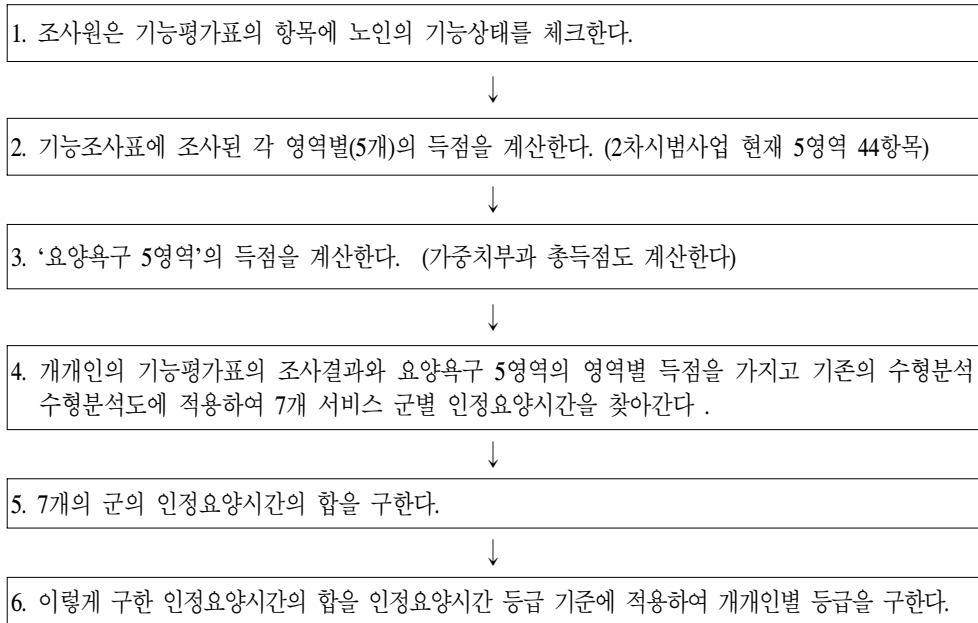 1. 조사원은 기능평가표의 항목에 노인의 기능상태를 체크한다.
↓
2. 기능조사표에 조사된 각 영역별(5개)의 득점을 계산한다. (2차시범사업 현재 5영역 44항목)
↓
3. ‘요양욕구 5영역’의 득점을 계산한다. (가중치부과 총득점도 계산한다)
↓
4. 개개인의 기능평가표의 조사결과와 요양욕구 5영역의 영역별 득점을 가지고 기존의 수형분석
수형분석도에 적용하여 7개 서비스 군별 인정요양시간을 찾아간다 .
↓
5. 7개의 군의 인정요양시간의 합을 구한다.
↓
6. 이렇게 구한 인정요양시간의 합을 인정요양시간 등급 기준에 적용하여 개개인별 등급을 구한다.